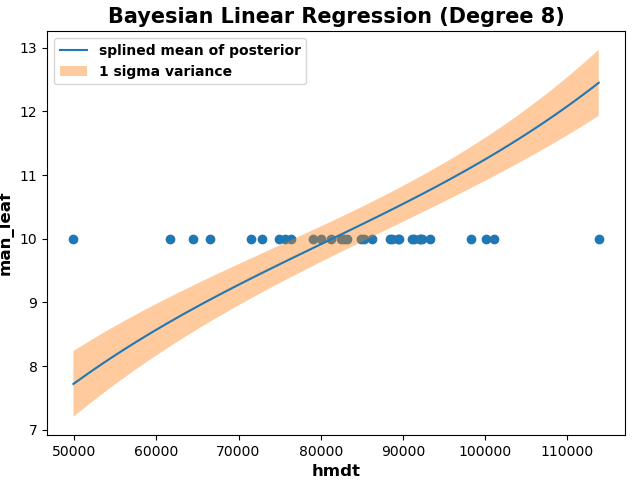 Bayesian Linear Regression (Degree 8)
splined mean of posterior
1 sigma variance
man_leaf
13
12
11
10
9
8
7
50000 60000 70000 80000 90000 100000 110000
hmdt